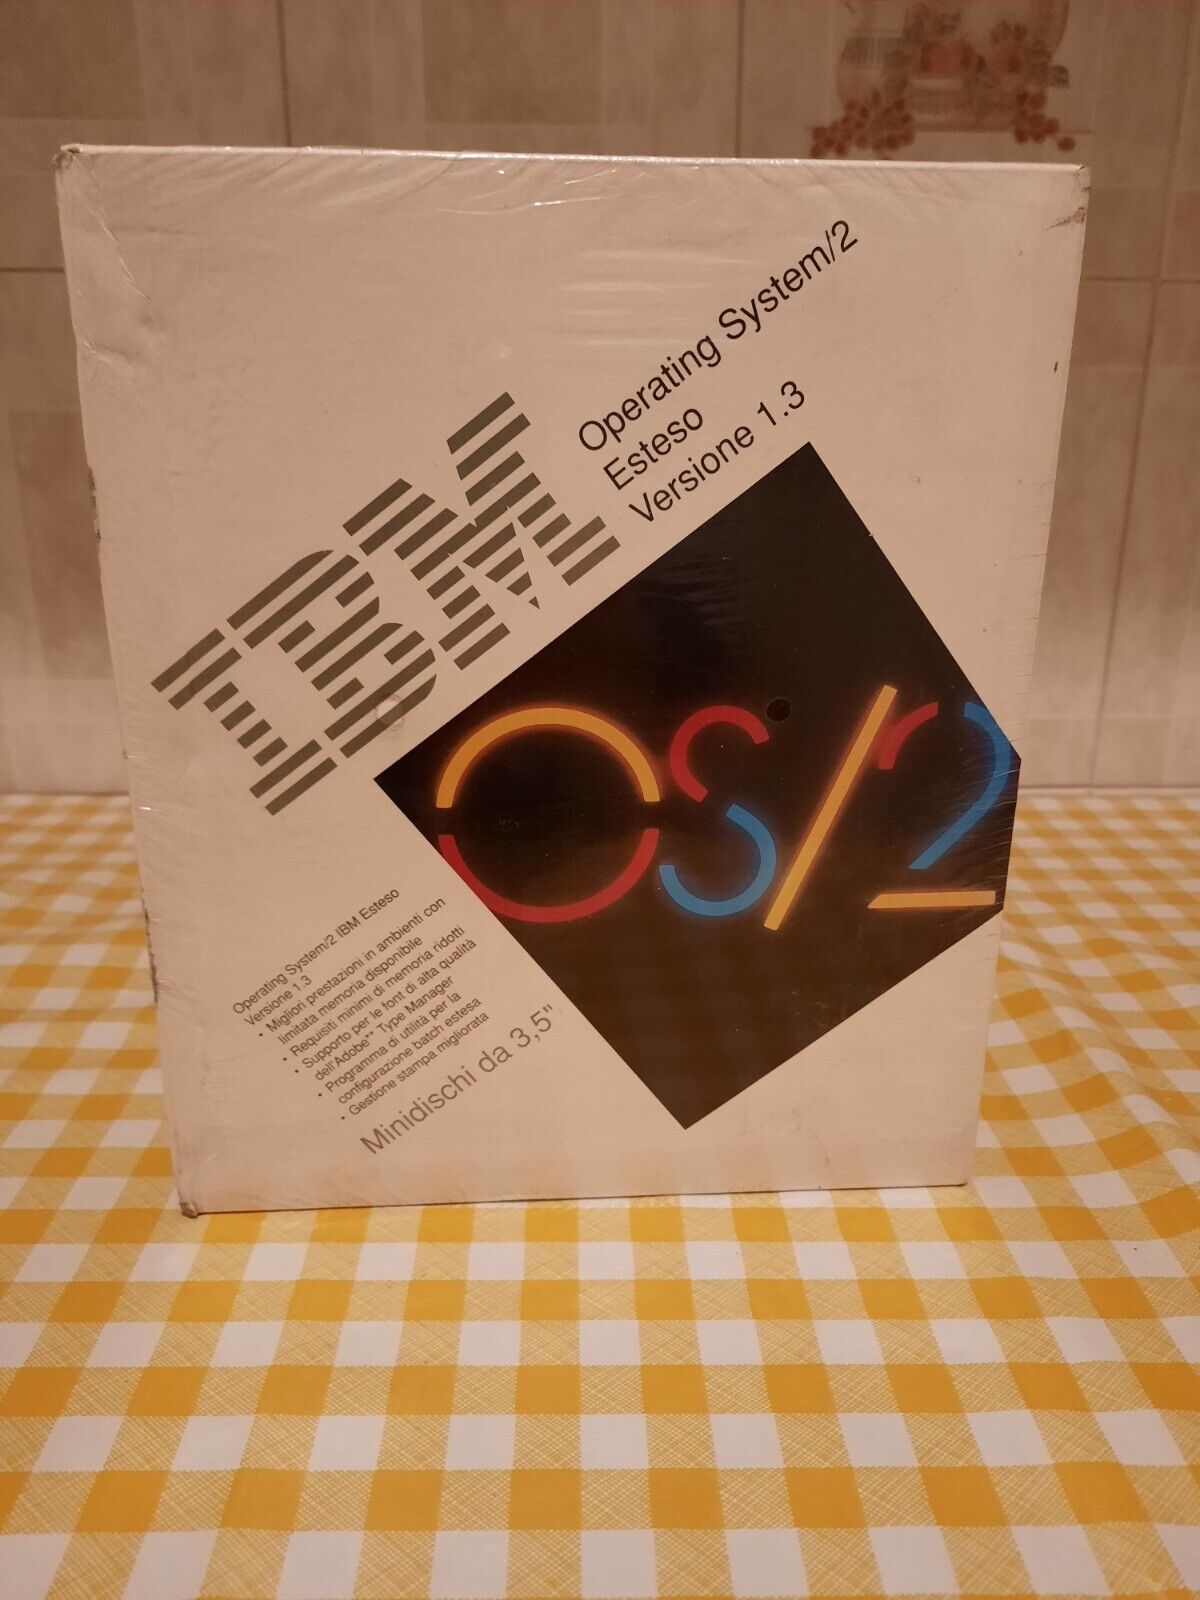 IBM
Operating System/2
Esteso
Versione 1.3
OS/2
Operating System/2 IBM Esteso
Versione 1.3
• Migliori prestazioni in ambienti con
limitata memoria disponibile
• Requisiti minimi di memoria ridotti
• Supporto per le font di alta qualità
dell'Adobe** Type Manager
• Programma di utilità per la
configurazione batch estesa
• Gestione stampa migliorata
Minidischi da 3,5"